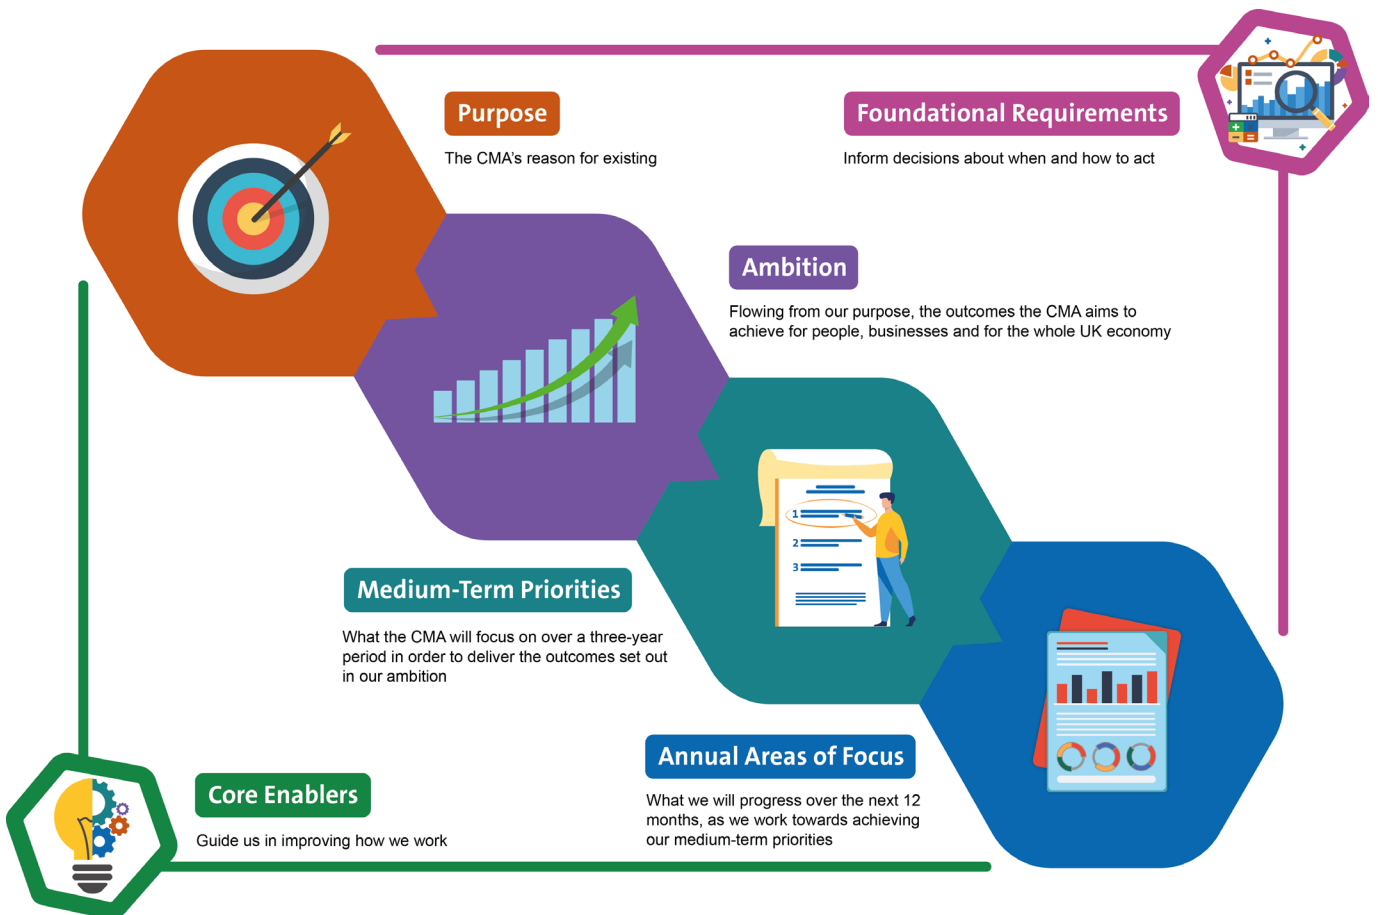 Purpose
The CMA's reason for existing
Foundational Requirements
Inform decisions about when and how to act
Ambition
Flowing from our purpose, the outcomes the CMA aims to
achieve for people, businesses and for the whole UK economy
1
2
3
Medium-Term Priorities
What the CMA will focus on over a three-year
period in order to deliver the outcomes set out
in our ambition
Annual Areas of Focus
What we will progress over the next 12
months, as we work towards achieving
our medium-term priorities
Core Enablers
Guide us in improving how we work